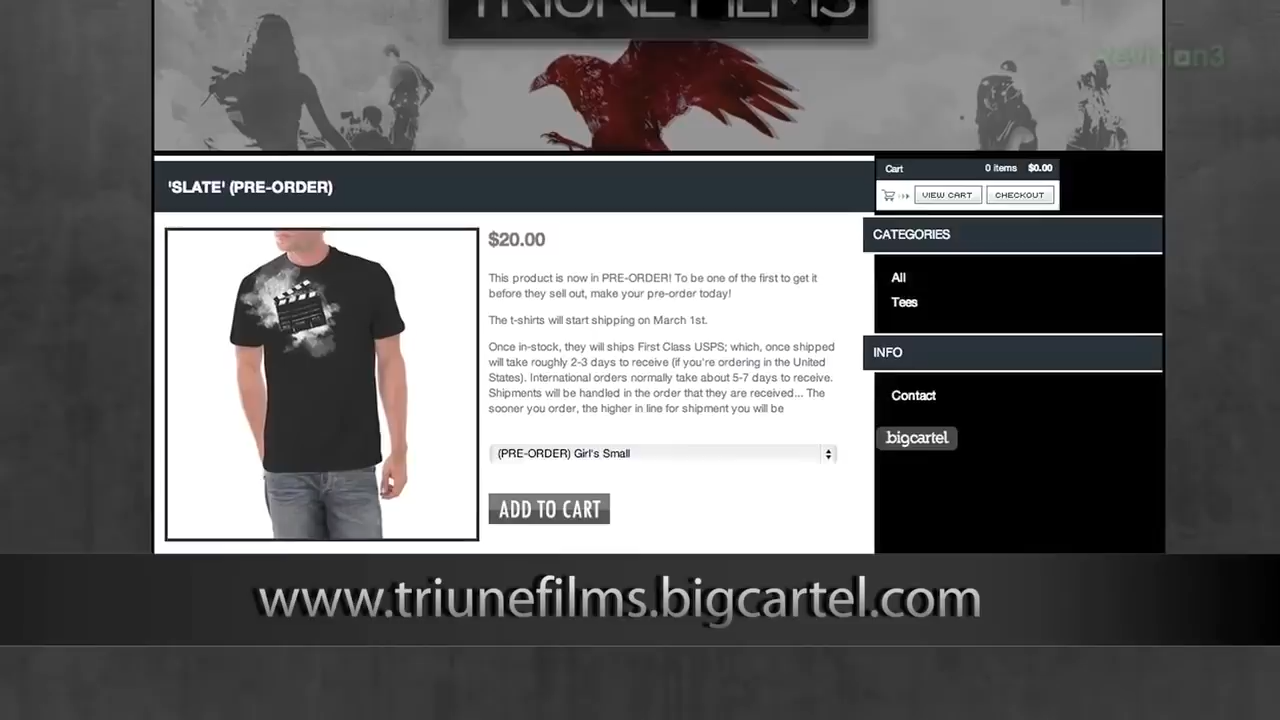 TRIUNEFILMS
revision3
'SLATE' (PRE-ORDER)
Cart 0 items $0.00
VIEW CART CHECKOUT
$20.00
This product is now in PRE-ORDER! To be one of the first to get it
before they sell out, make your pre-order today!
The t-shirts will start shipping on March 1st.
Once in-stock, they will ships First Class USPS; which, once shipped
will take roughly 2-3 days to receive (if you're ordering in the United
States). International orders normally take about 5-7 days to receive.
Shipments will be handled in the order that they are received... The
sooner you order, the higher in line for shipment you will be
(PRE-ORDER) Girl's Small
ADD TO CART
CATEGORIES
All
Tees
INFO
Contact
bigcartel
www.triunefilms.bigcartel.com